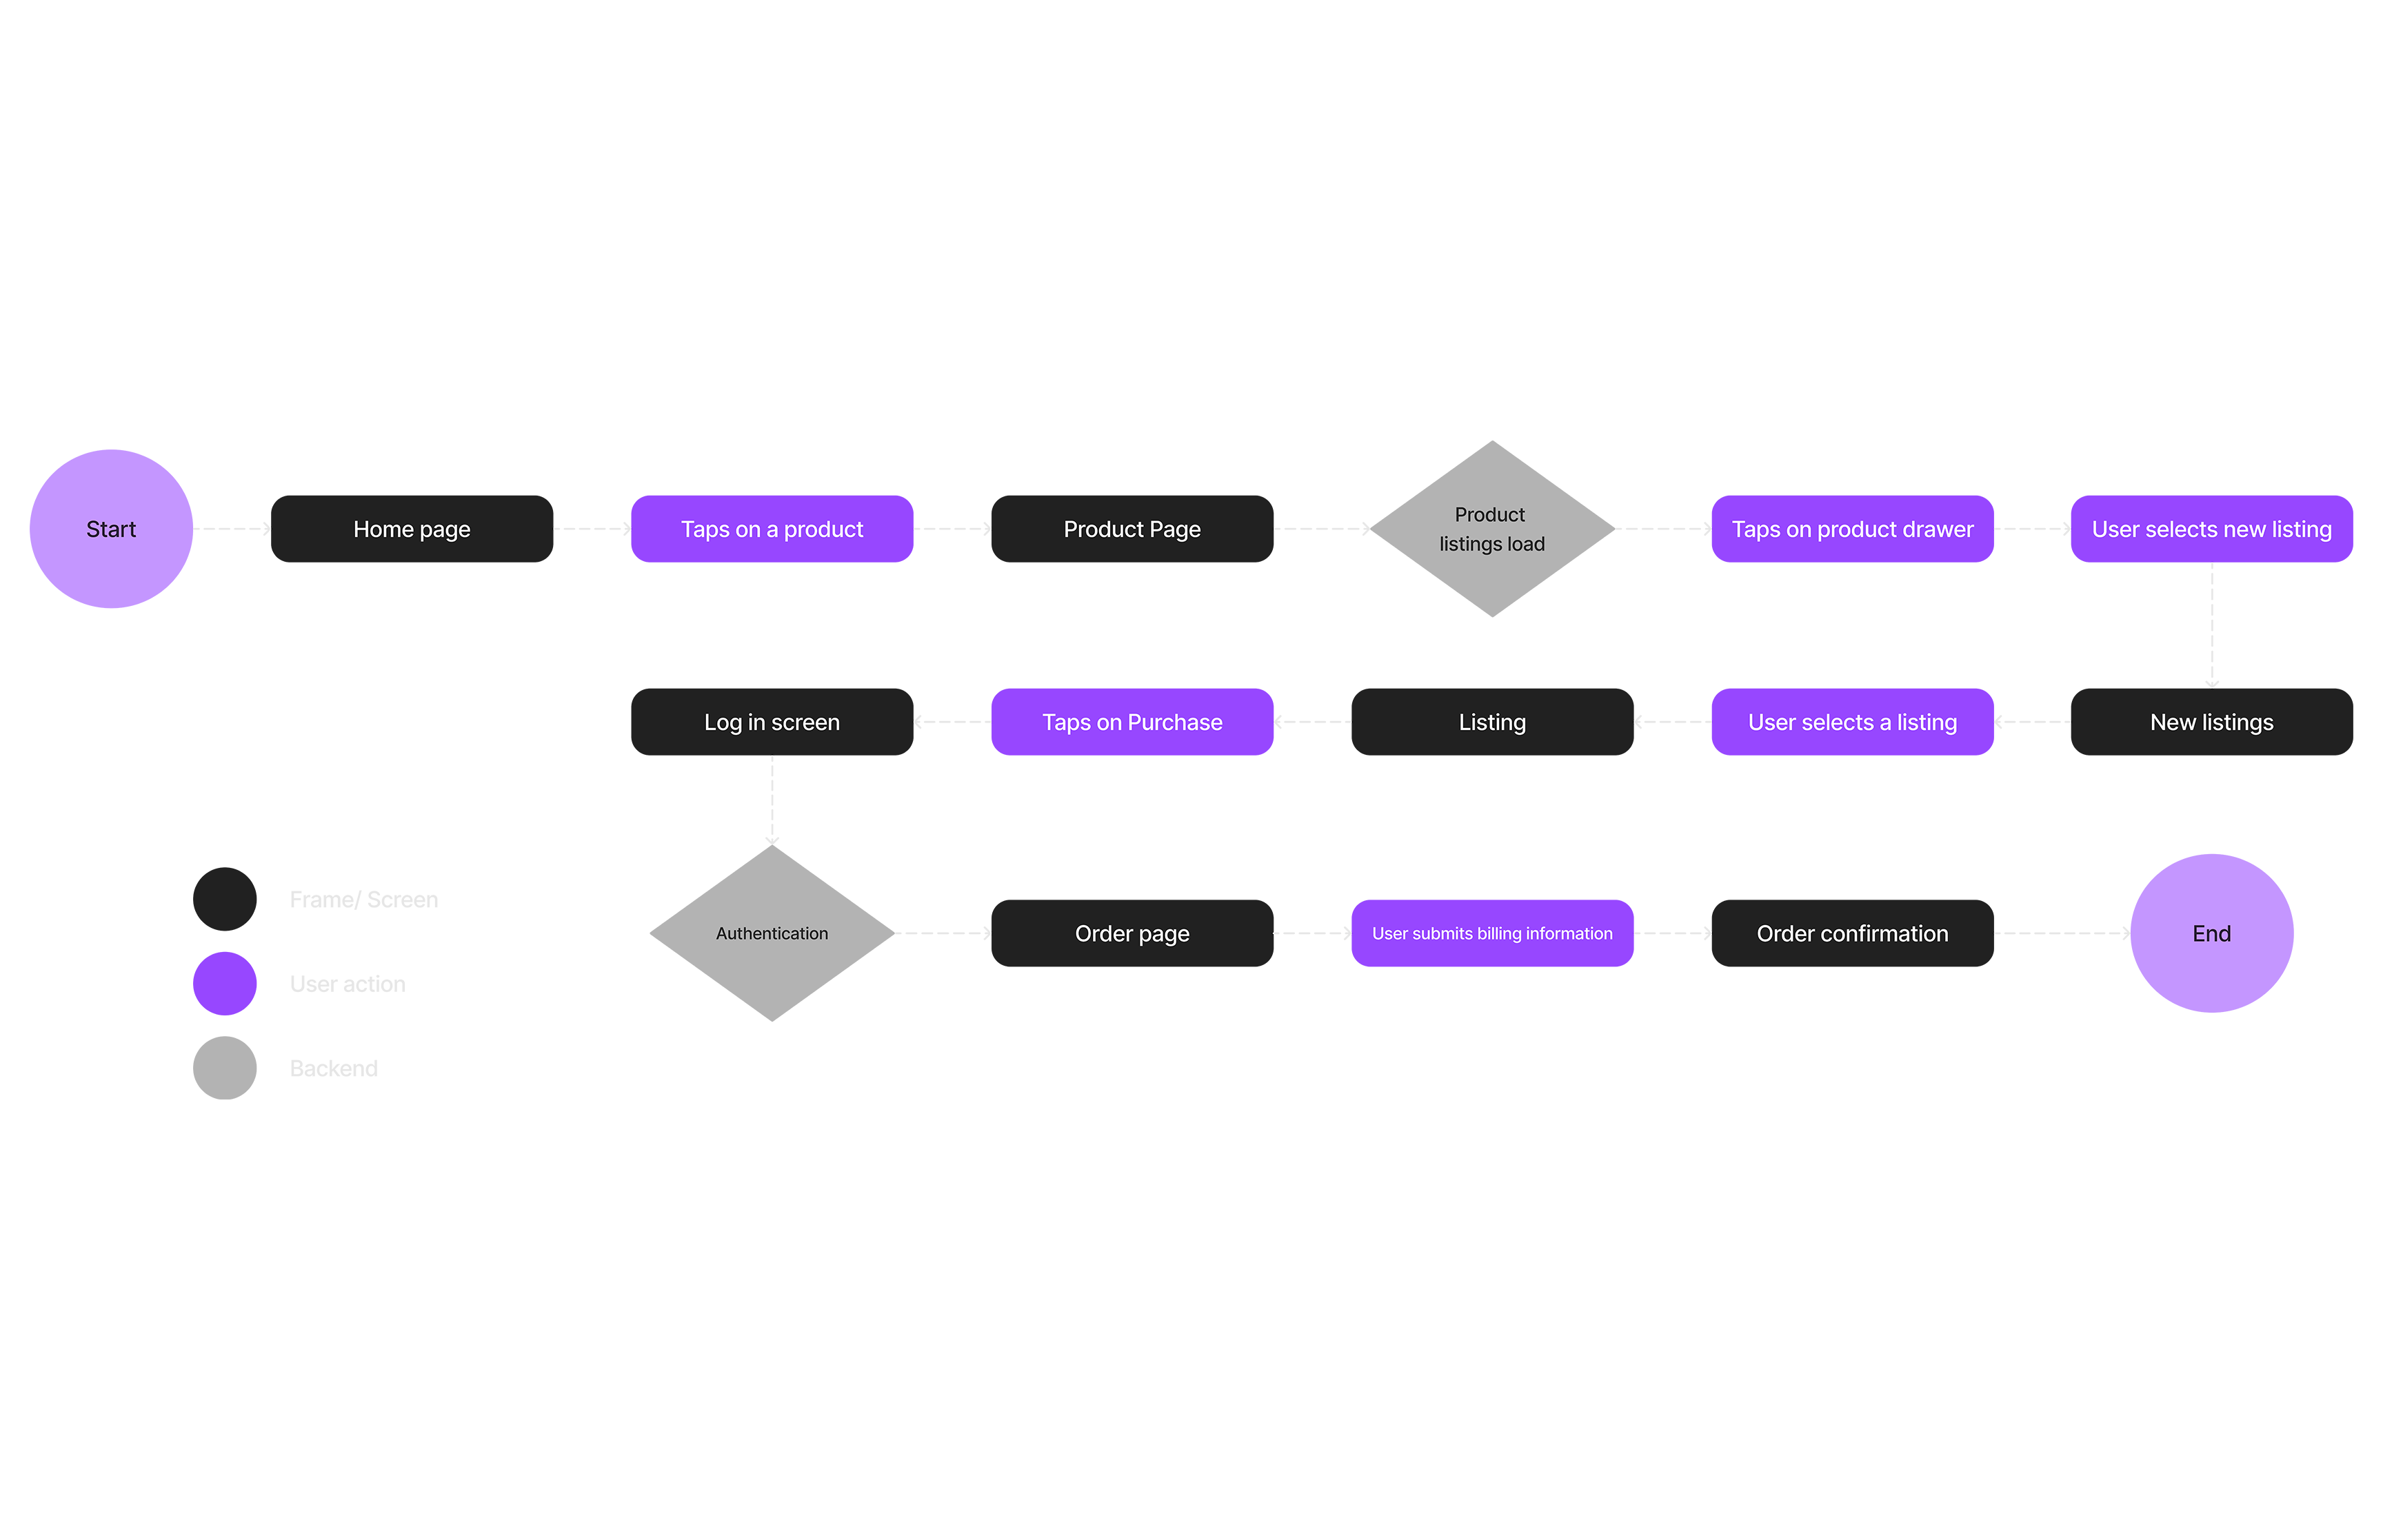 Start
Home page
Taps on a product
Product Page
Product
listings load
Taps on product drawer
User selects new listing
Log in screen
Taps on Purchase
Listing
User selects a listing
New listings
Frame/ Screen
User action
Backend
Authentication
Order page
User submits billing information
Order confirmation
End